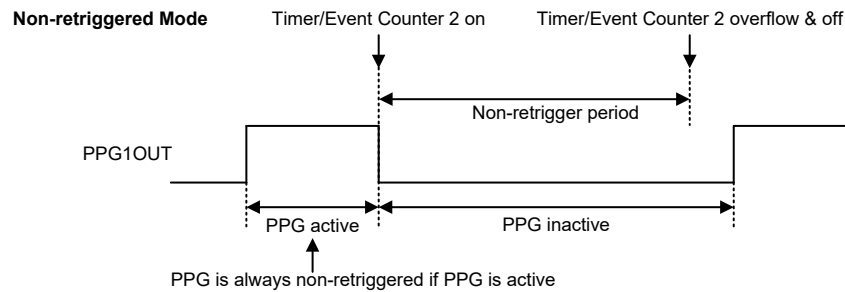 Non-retriggered Mode
Timer/Event Counter 2 on
Timer/Event Counter 2 overflow & off
Non-retrigger period
PPG1OUT
PPG active
PPG inactive
PPG is always non-retriggered if PPG is active